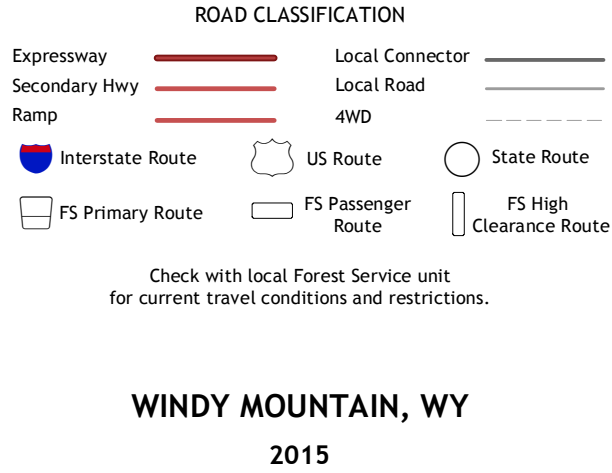 ROAD CLASSIFICATION
Expressway
Local Connector
Secondary Hwy
Local Road
Ramp
4WD
Interstate Route
US Route
State Route
FS Primary Route
FS Passenger
Route
FS High
Clearance Route
Check with local Forest Service unit
for current travel conditions and restrictions.
WINDY MOUNTAIN, WY
2015